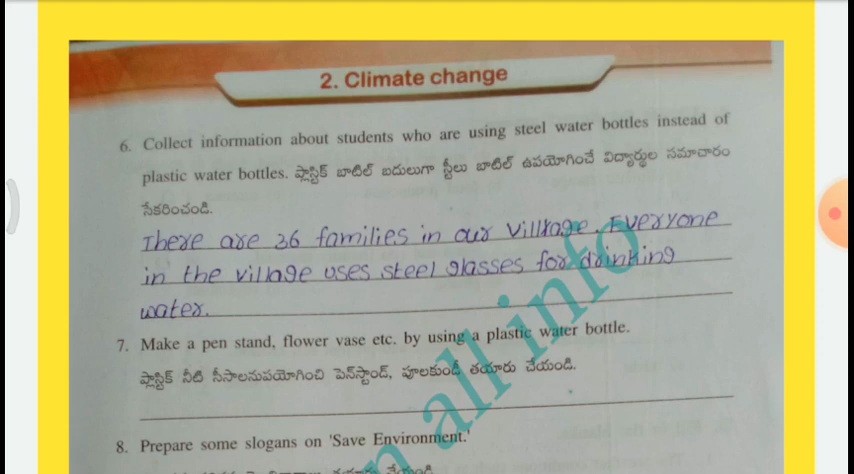 2. Climate change
6. Collect information about students who are using steel water bottles instead of
plastic water bottles. ప్లాస్టిక్ బాటిల్ బదులుగా స్టీలు బాటిల్ ఉపయోగించే విద్యార్థుల సమాచారం
సేకరించండి.
There are 36 families in our Village. Everyone
in the village uses steel glasses for drinking
water.
7. Make a pen stand, flower vase etc. by using a plastic water bottle.
ప్లాస్టిక్ నీటి సీసాలనుపయోగించి పెన్‌స్టాండ్, పూలకుండీ తయారు చేయండి.
all info
8. Prepare some slogans on 'Save Environment.'